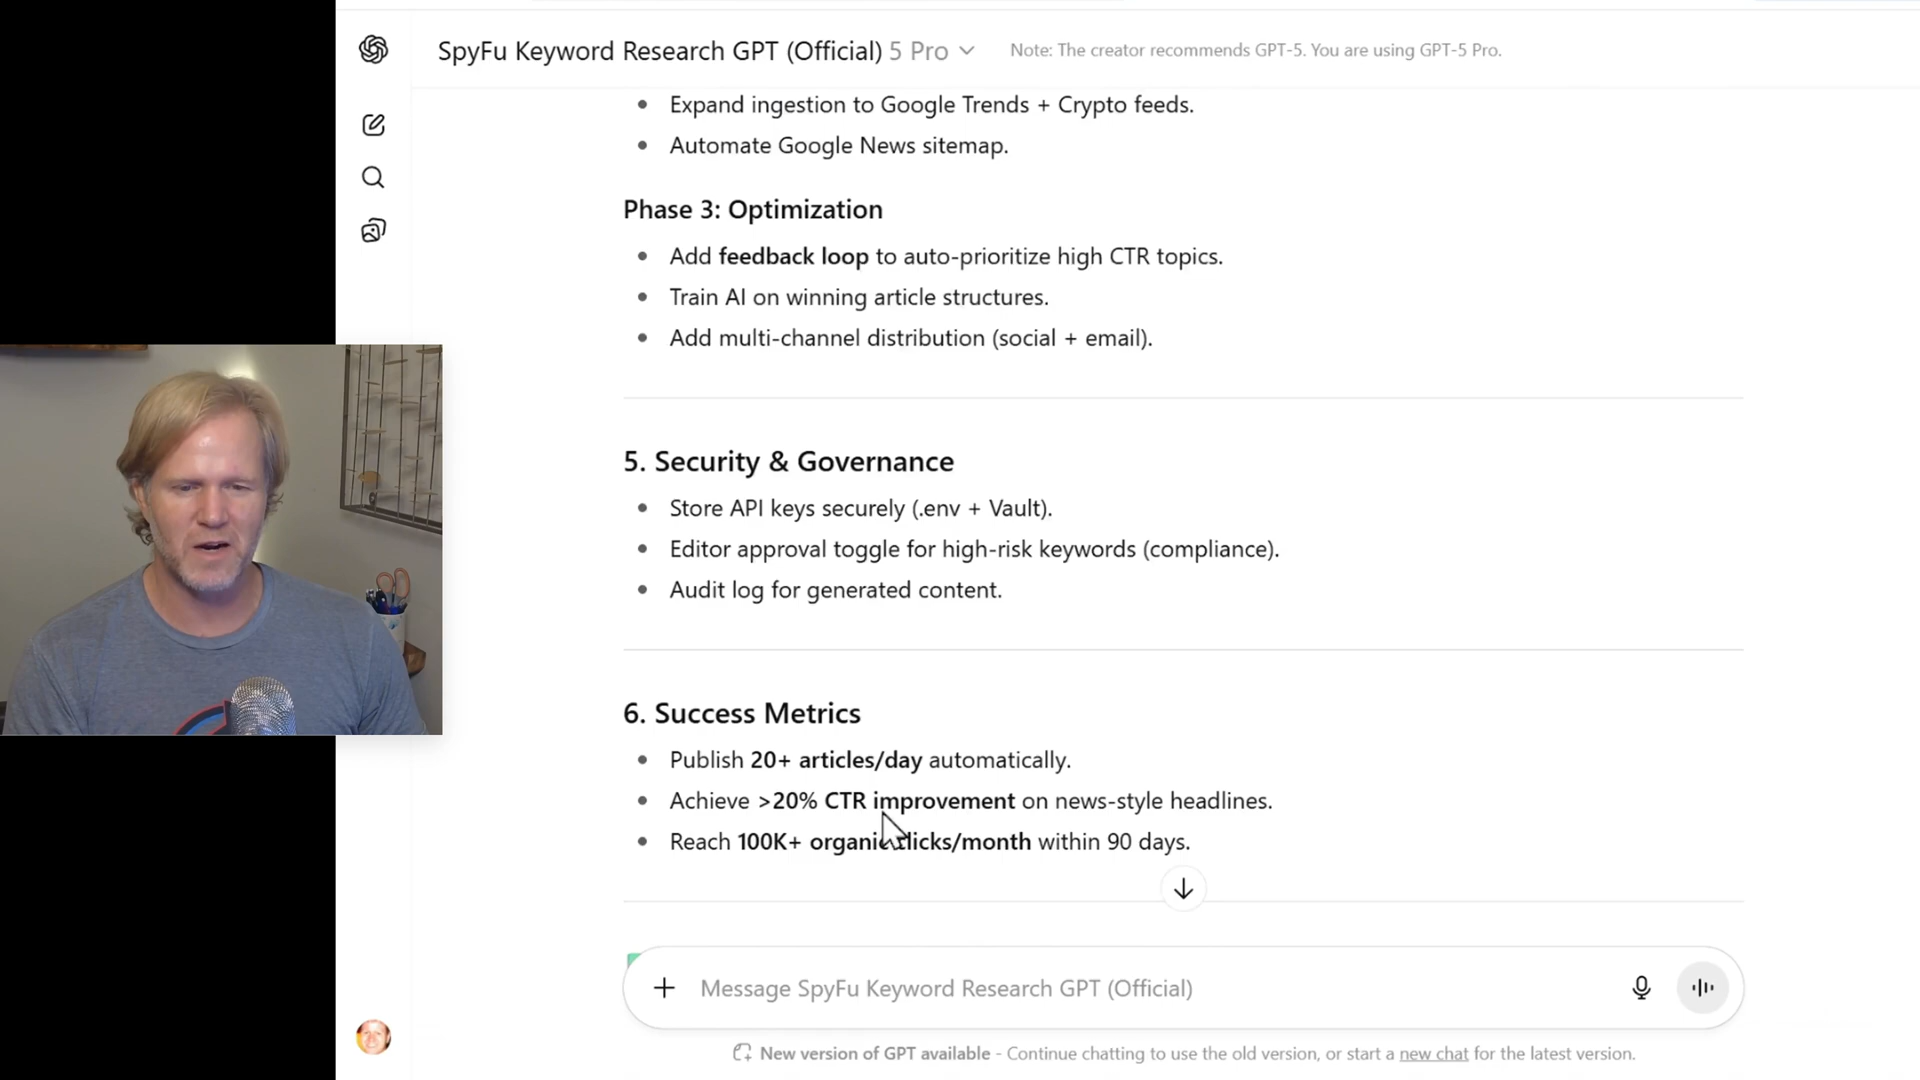 SpyFu Keyword Research GPT (Official) 5 Pro
Note: The creator recommends GPT-5. You are using GPT-5 Pro.
Expand ingestion to Google Trends + Crypto feeds.
Automate Google News sitemap.
Phase 3: Optimization
Add feedback loop to auto-prioritize high CTR topics.
Train AI on winning article structures.
Add multi-channel distribution (social + email).
5. Security & Governance
Store API keys securely (.env + Vault).
Editor approval toggle for high-risk keywords (compliance).
Audit log for generated content.
6. Success Metrics
Publish 20+ articles/day automatically.
Achieve >20% CTR improvement on news-style headlines.
Reach 100K+ organic clicks/month within 90 days.
Message SpyFu Keyword Research GPT (Official)
New version of GPT available - Continue chatting to use the old version, or start a new chat for the latest version.